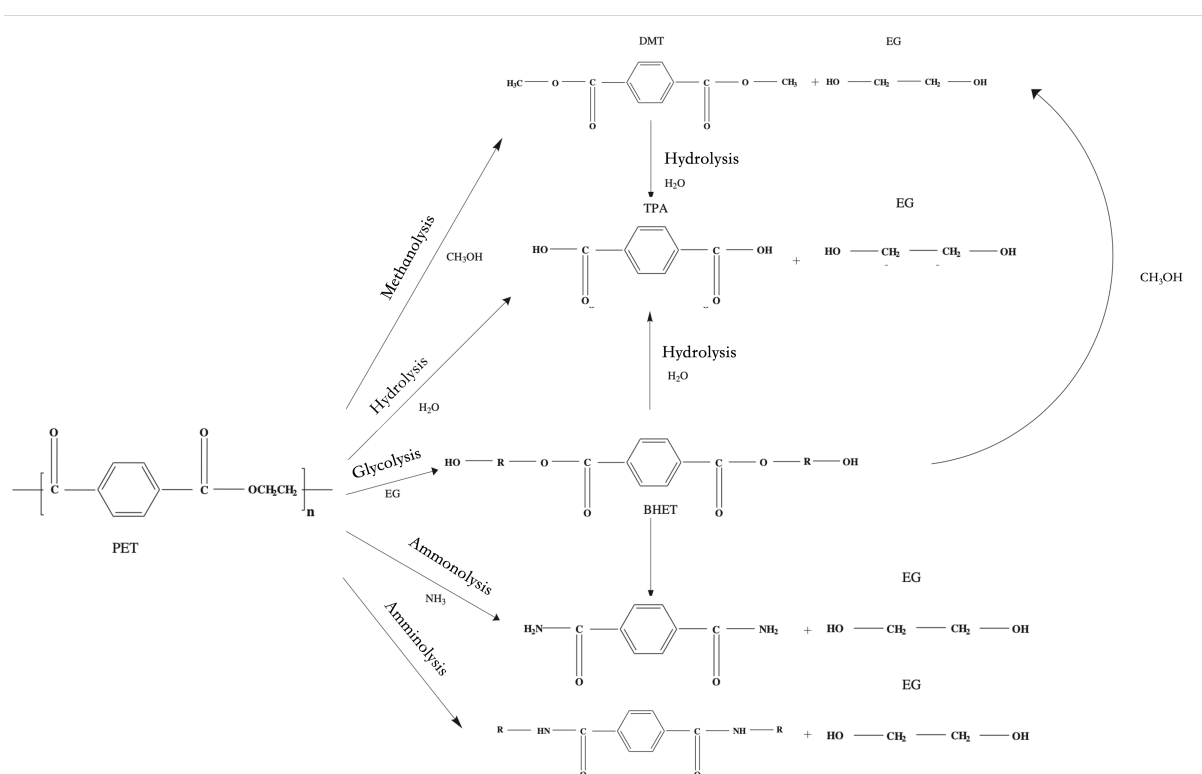 DMT
EG
H₃C O C C O CH₃ + HO CH₂ CH₂ OH
O O
Hydrolysis
H₂O
TPA
EG
HO C C OH + HO CH₂ CH₂ OH
O O
Methanolysis
CH₃OH
CH₃OH
Hydrolysis
H₂O
Hydrolysis
H₂O
O O
C C OCH₂CH₂
n
PET
Glycolysis
EG
HO R O C C O R OH
O O
BHET
Ammonolysis
NH₃
EG
H₂N C C NH₂ + HO CH₂ CH₂ OH
O O
Amminolysis
EG
R HN C C NH R + HO CH₂ CH₂ OH
O O